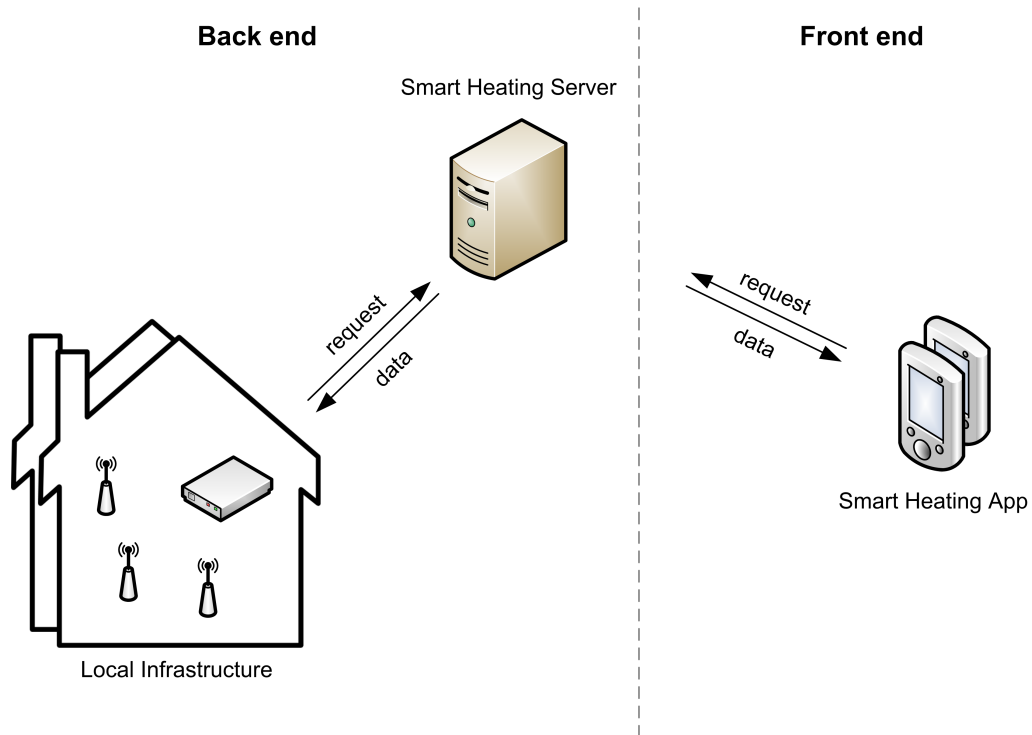 Back end
Front end
Smart Heating Server
request
data
request
data
Smart Heating App
Local Infrastructure